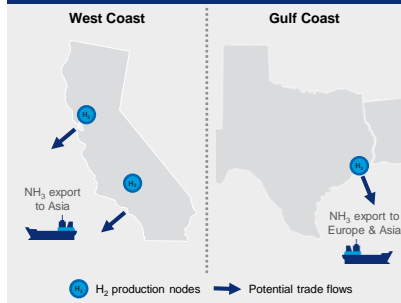 West Coast
Gulf Coast
H₂
H₂
NH₃ export
to Asia
H₂
NH₃ export to
Europe & Asia
H₂ H₂ production nodes
Potential trade flows